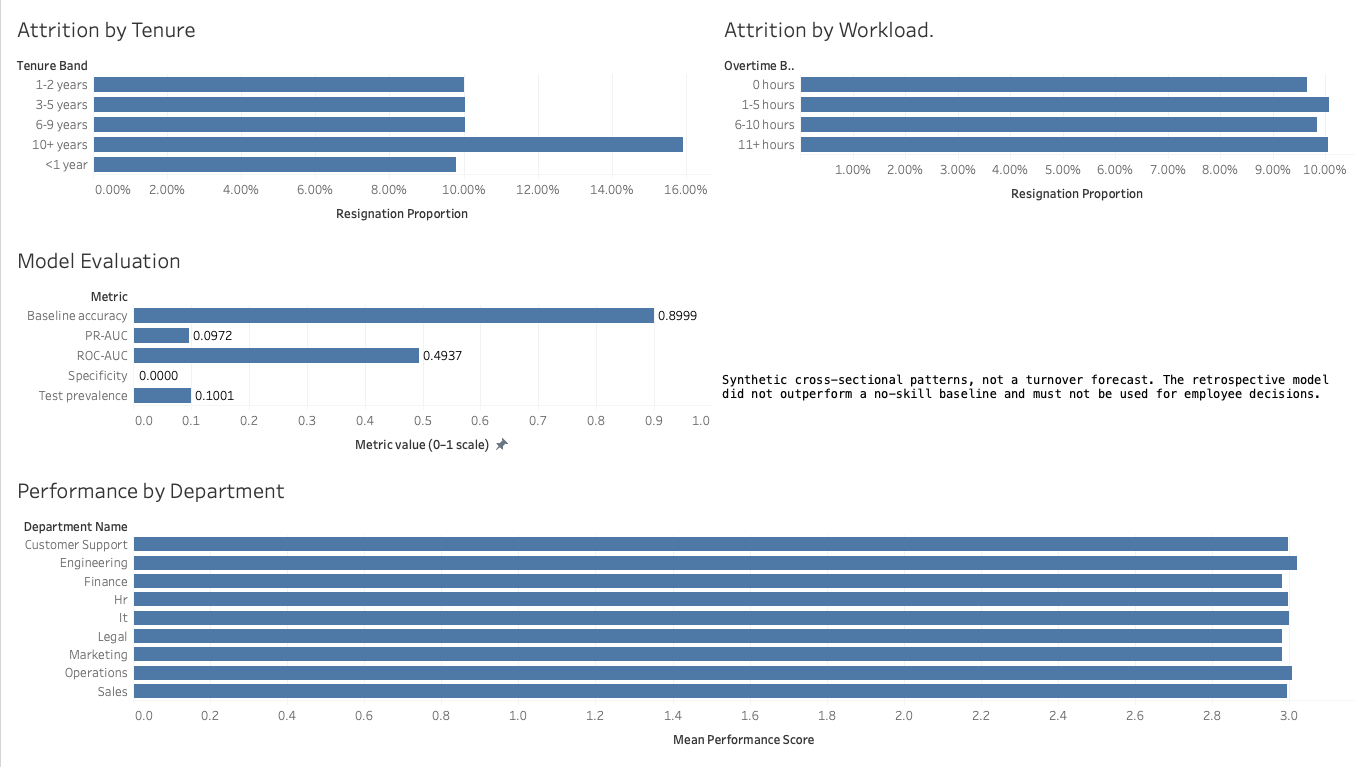 Attrition by Tenure
Tenure Band
1-2 years
3-5 years
6-9 years
10+ years
<1 year
0.00% 2.00% 4.00% 6.00% 8.00% 10.00% 12.00% 14.00% 16.00%
Resignation Proportion
Attrition by Workload.
Overtime B..
0 hours
1-5 hours
6-10 hours
11+ hours
1.00% 2.00% 3.00% 4.00% 5.00% 6.00% 7.00% 8.00% 9.00% 10.00%
Resignation Proportion
Model Evaluation
Metric
Baseline accuracy 0.8999
PR-AUC 0.0972
ROC-AUC 0.4937
Specificity 0.0000
Test prevalence 0.1001
0.0 0.1 0.2 0.3 0.4 0.5 0.6 0.7 0.8 0.9 1.0
Metric value (0–1 scale)
Synthetic cross-sectional patterns, not a turnover forecast. The retrospective model
did not outperform a no-skill baseline and must not be used for employee decisions.
Performance by Department
Department Name
Customer Support
Engineering
Finance
Hr
It
Legal
Marketing
Operations
Sales
0.0 0.2 0.4 0.6 0.8 1.0 1.2 1.4 1.6 1.8 2.0 2.2 2.4 2.6 2.8 3.0
Mean Performance Score